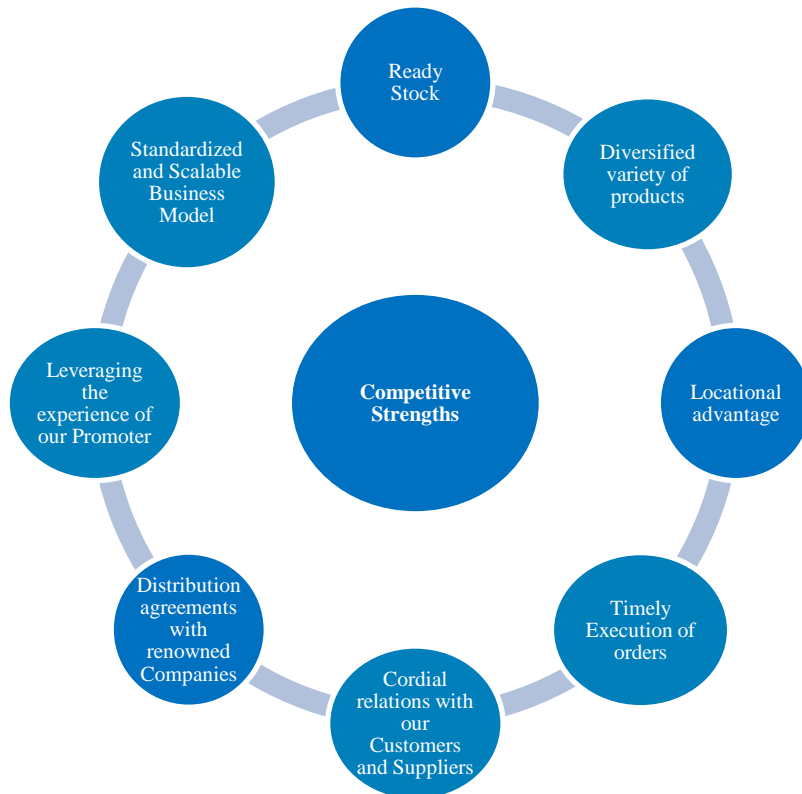 Ready
Stock
Diversified
variety of
products
Locational
advantage
Timely
Execution of
orders
Cordial
relations with
our
Customers
and Suppliers
Distribution
agreements
with
renowned
Companies
Leveraging
the
experience of
our Promoter
Standardized
and Scalable
Business
Model
Competitive
Strengths